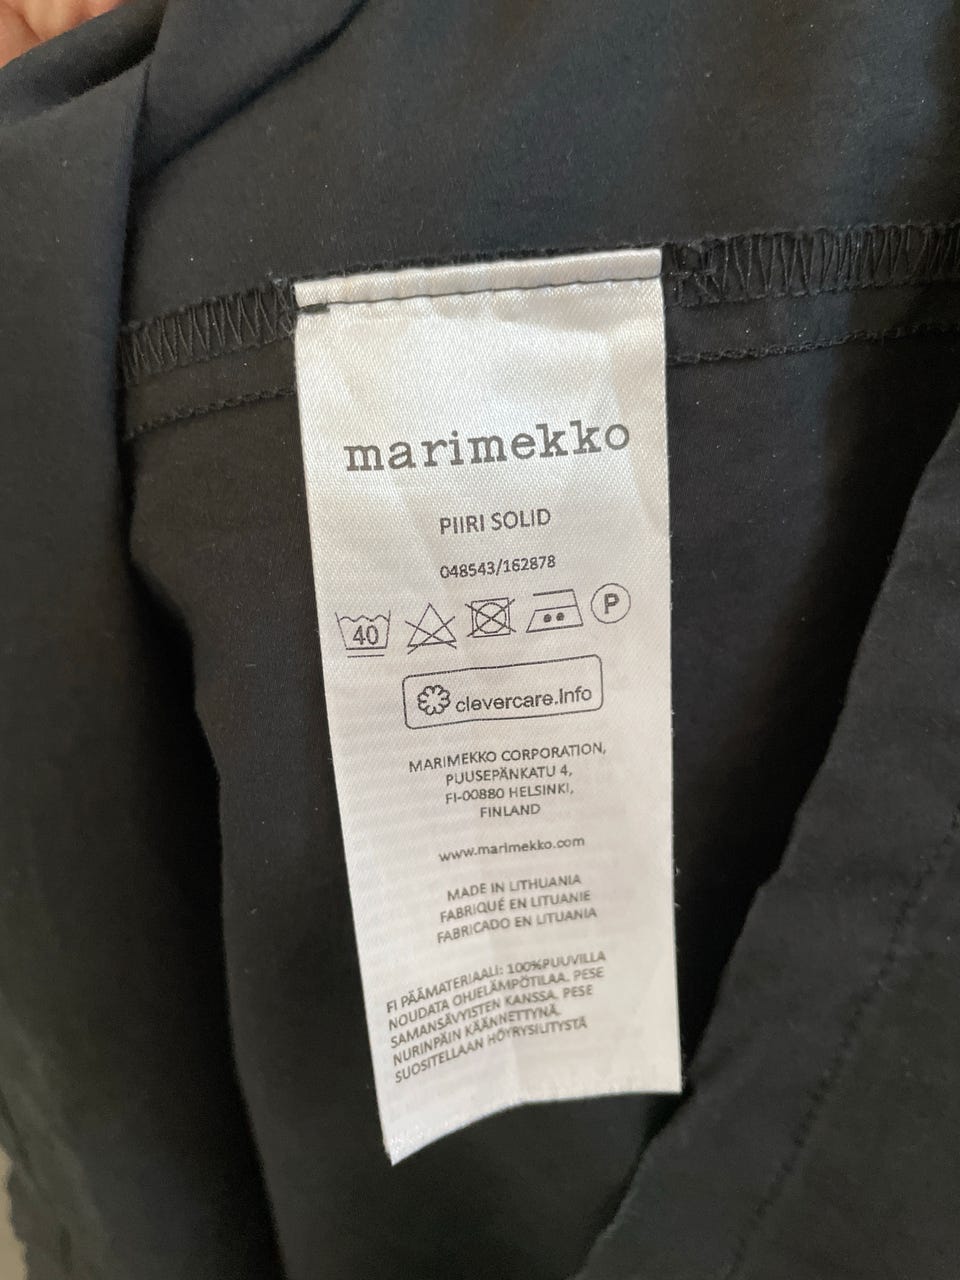 marimekko
PIIRI SOLID
048543/162878
40 P
clevercare.info
MARIMEKKO CORPORATION,
PUUSEPÄNKATU 4,
FI-00880 HELSINKI,
FINLAND
www.marimekko.com
MADE IN LITHUANIA
FABRIQUÉ EN LITUANIE
FABRICADO EN LITUANIA
FI PÄÄMATERIAALI: 100%PUUVILLA
NOUDATA OHJELÄMPÖTILAA. PESE
SAMANSÄVYISTEN KANSSA. PESE
NURINPÄIN KÄÄNNETTYNÄ.
SUOSITELLAAN HÖYRYSILITYSTÄ